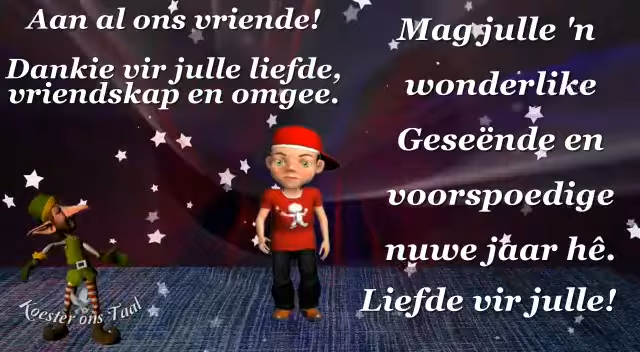 Aan al ons vriende!
Dankie vir julle liefde,
vriendskap en omgee.
Mag julle 'n
wonderlike
Geseënde en
voorspoedige
nuwe jaar hê.
Liefde vir julle!
Koester ons Taal